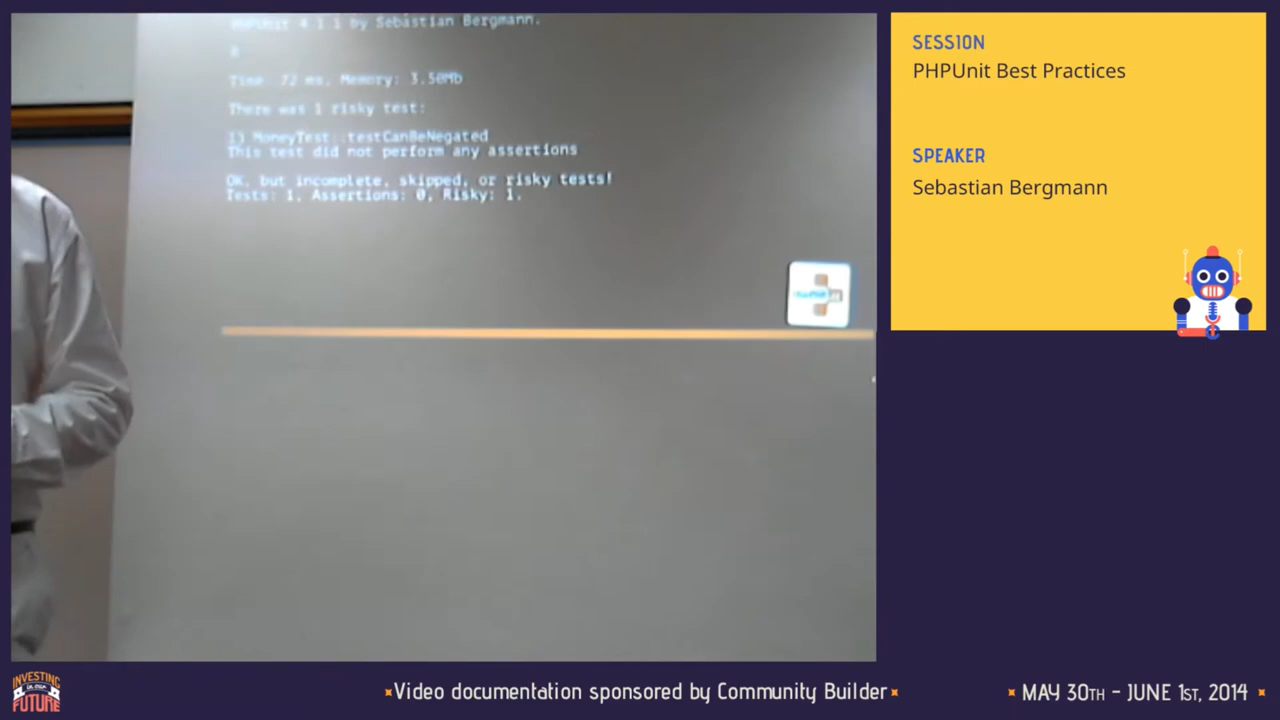 PHPUnit 4.1.1 by Sebastian Bergmann.
R
Time: 72 ms, Memory: 3.50Mb
There was 1 risky test:
1) MoneyTest::testCanBeNegated
This test did not perform any assertions
OK, but incomplete, skipped, or risky tests!
Tests: 1, Assertions: 0, Risky: 1.
SESSION
PHPUnit Best Practices
SPEAKER
Sebastian Bergmann
INVESTING
IN OUR
FUTURE
Video documentation sponsored by Community Builder
MAY 30TH - JUNE 1ST, 2014